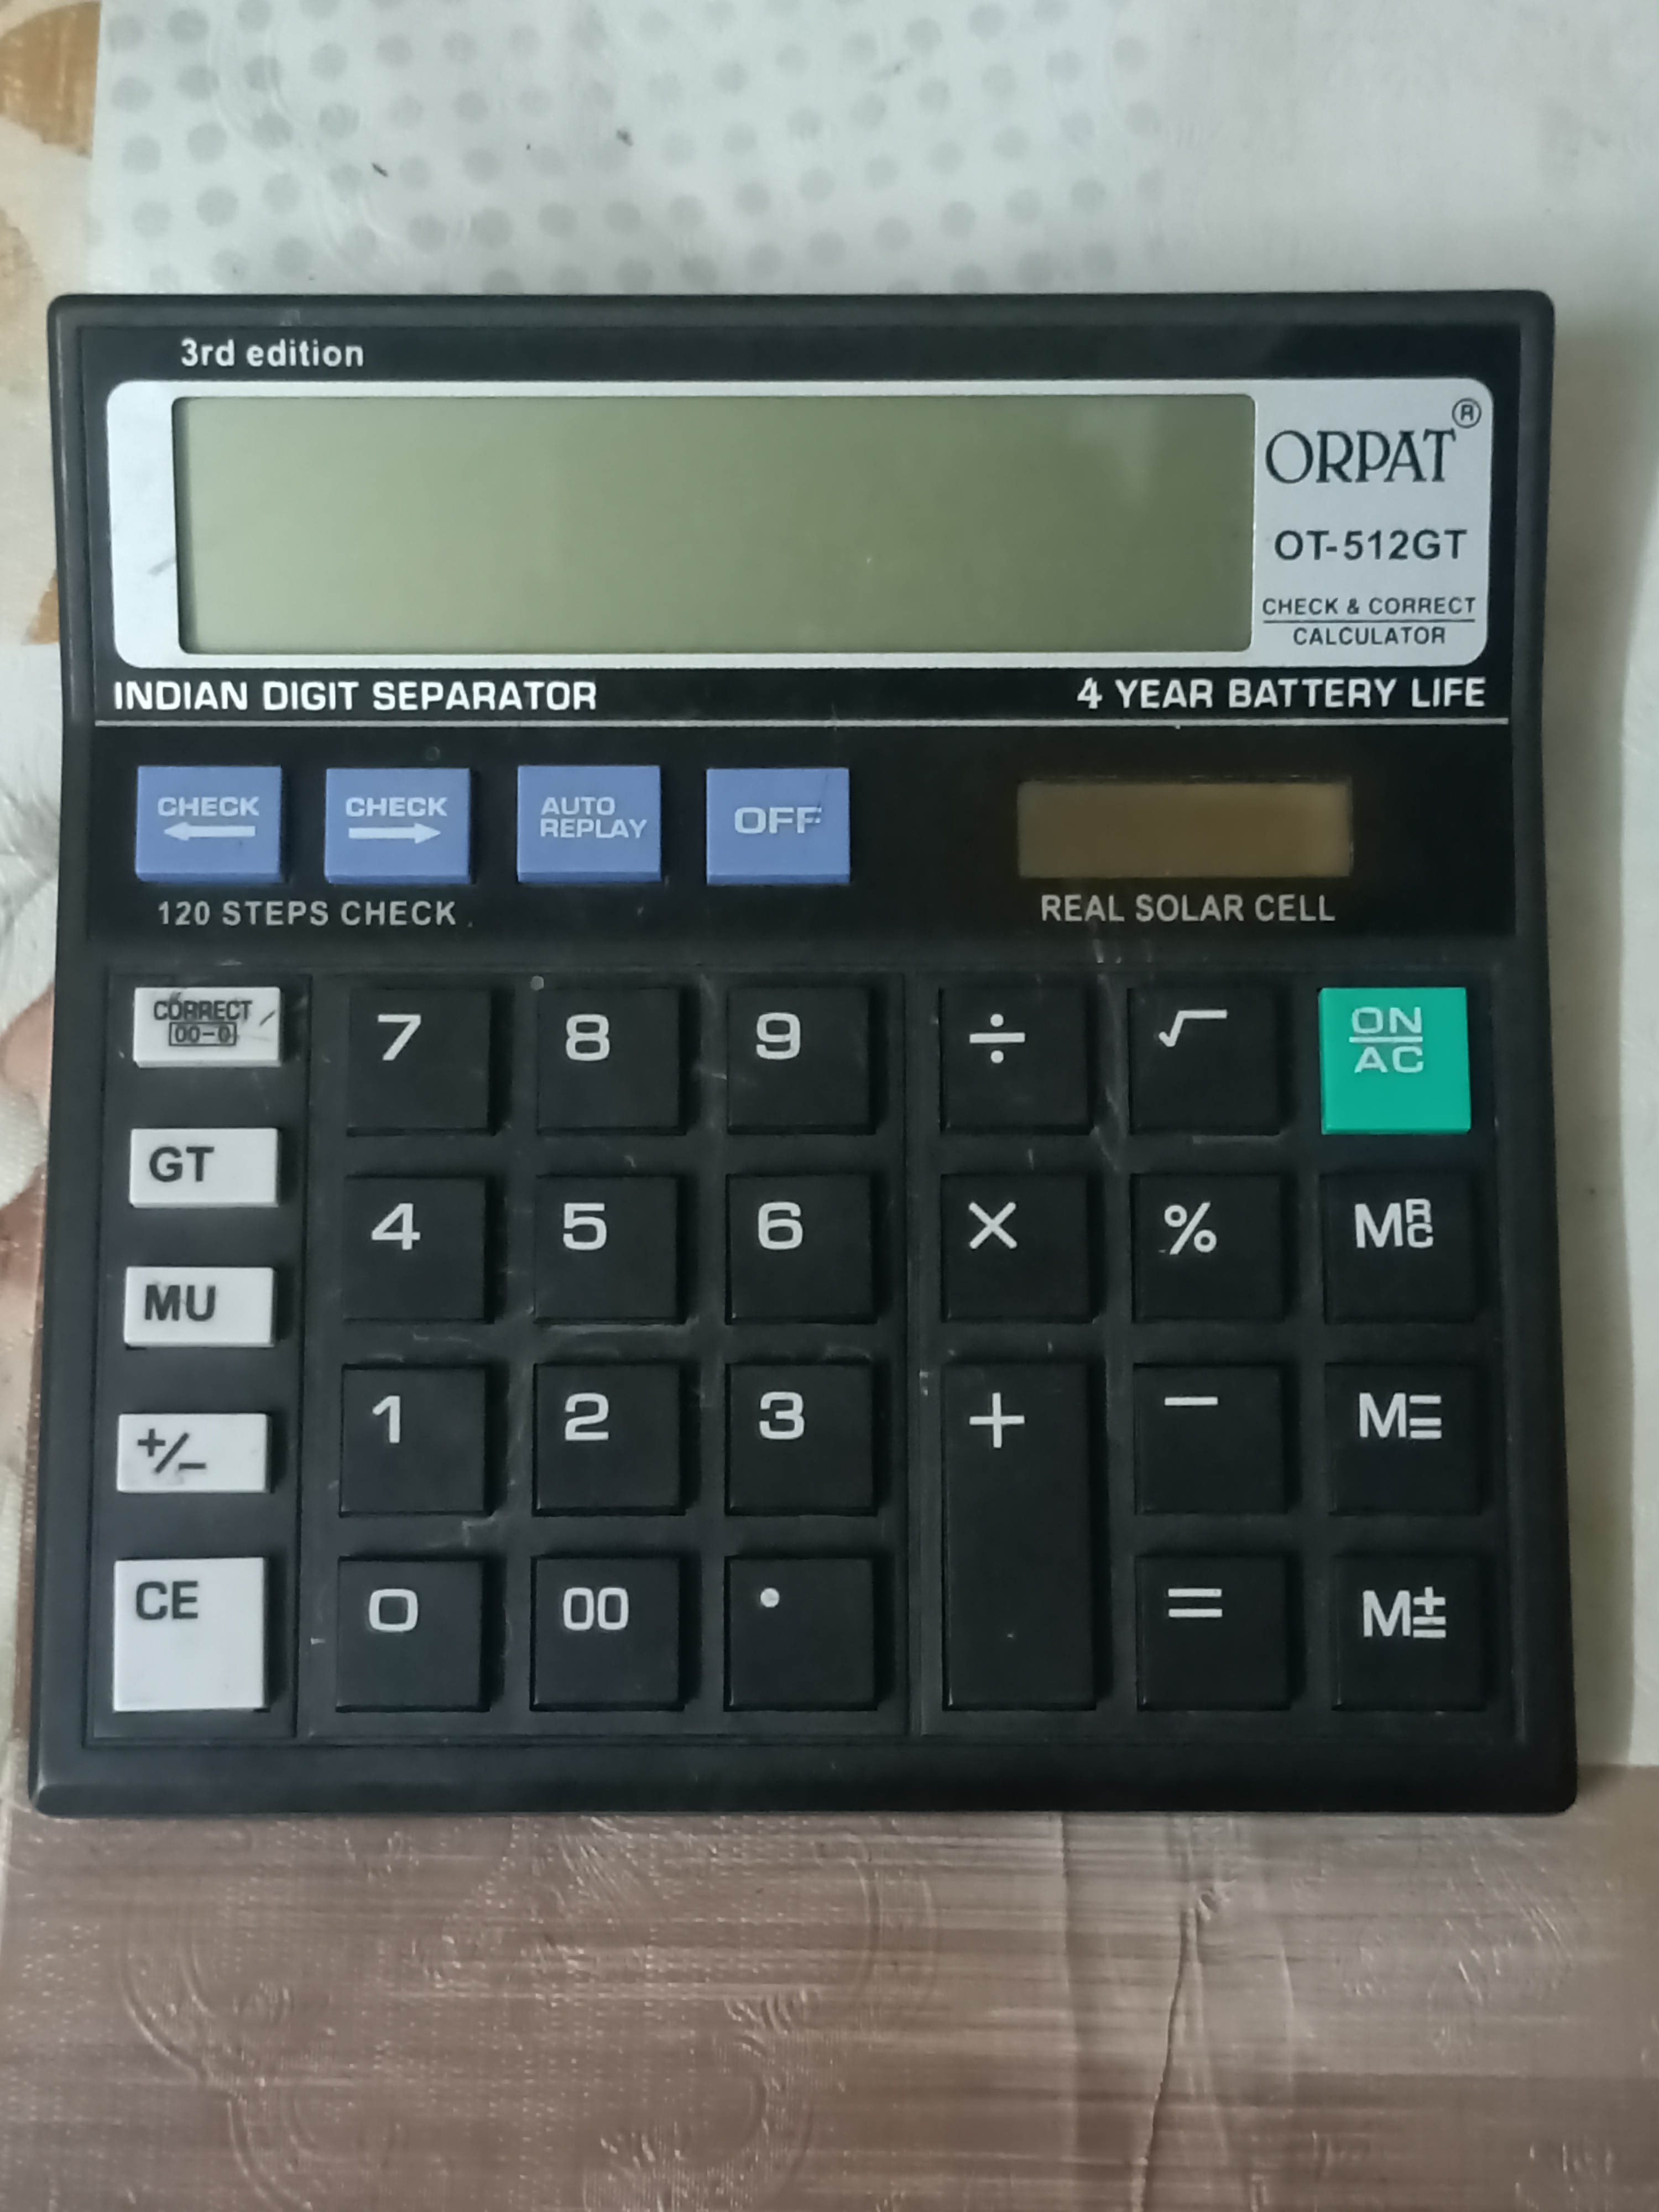 3rd edition
ORPAT®
OT-512GT
CHECK & CORRECT
CALCULATOR
INDIAN DIGIT SEPARATOR
4 YEAR BATTERY LIFE
CHECK ←
CHECK →
AUTO
REPLAY
OFF
120 STEPS CHECK
REAL SOLAR CELL
CORRECT
00-0
7 8 9 ÷ √
ON
AC
GT
4 5 6 × % MRC
MU
1 2 3 + − M=
+/−
CE
0 00 . = M±